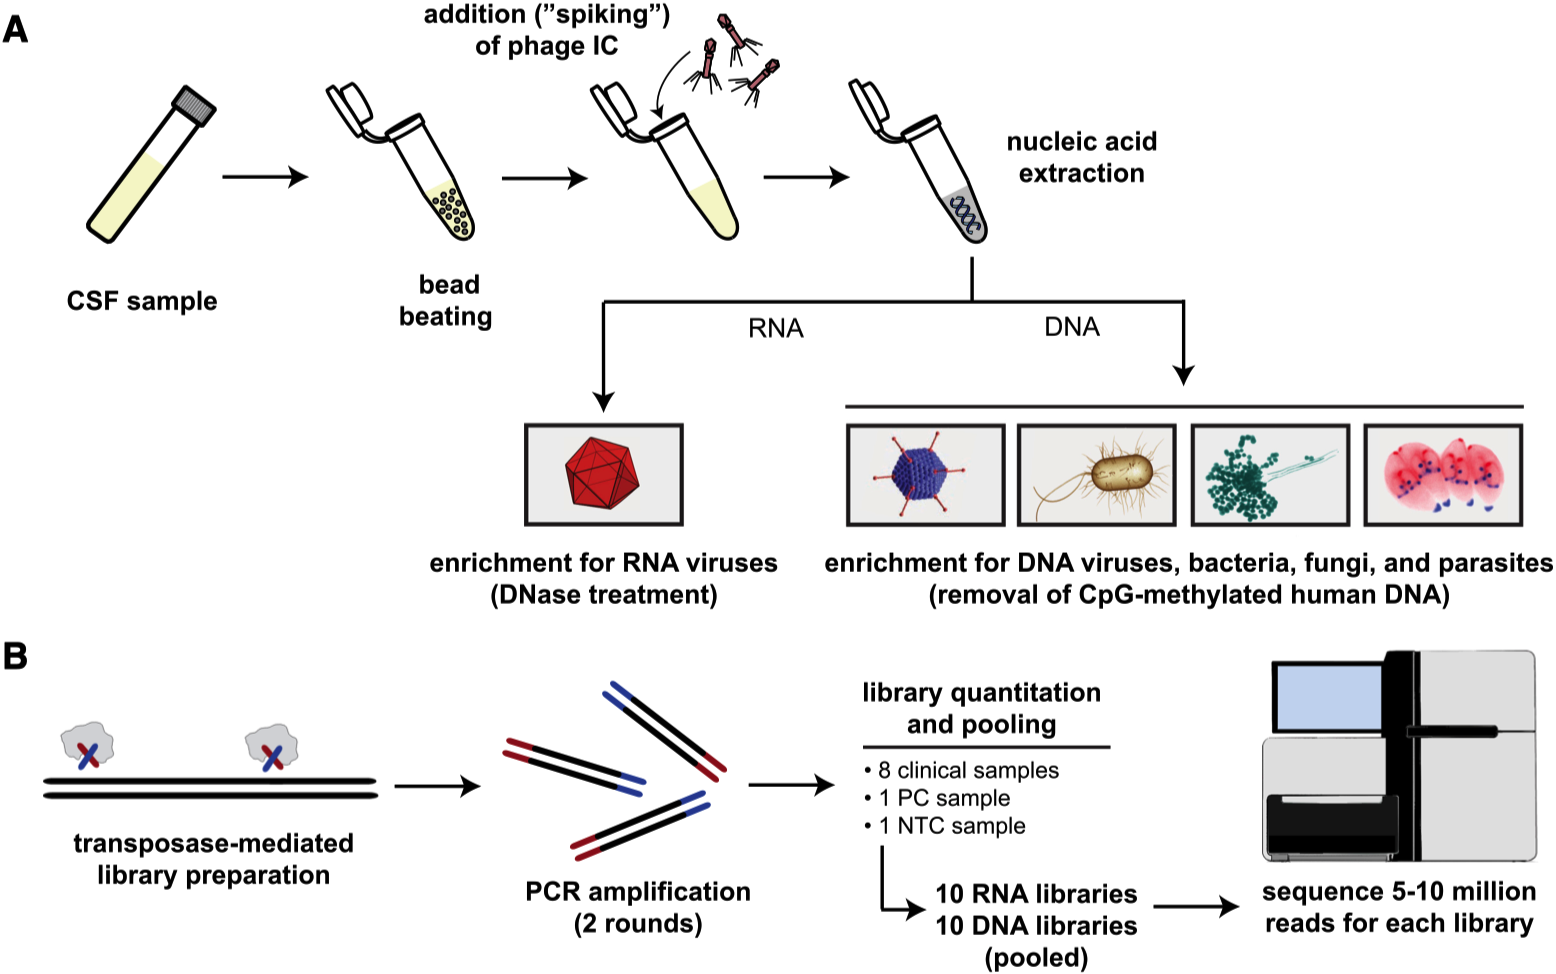 A
addition (”spiking”)
of phage IC
nucleic acid
extraction
CSF sample
bead
beating
RNA
DNA
enrichment for RNA viruses
(DNase treatment)
enrichment for DNA viruses, bacteria, fungi, and parasites
(removal of CpG-methylated human DNA)
B
transposase-mediated
library preparation
PCR amplification
(2 rounds)
library quantitation
and pooling
• 8 clinical samples
• 1 PC sample
• 1 NTC sample
10 RNA libraries
10 DNA libraries
(pooled)
sequence 5-10 million
reads for each library